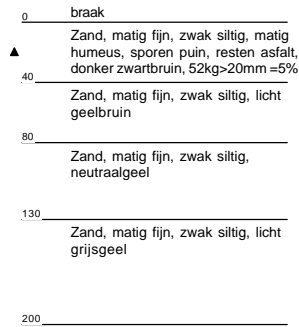 0 braak
Zand, matig fijn, zwak siltig, matig
humeus, sporen puin, resten asfalt,
donker zwartbruin, 52kg>20mm =5%
40
Zand, matig fijn, zwak siltig, licht
geelbruin
80
Zand, matig fijn, zwak siltig,
neutraalgeel
130
Zand, matig fijn, zwak siltig, licht
grijsgeel
200